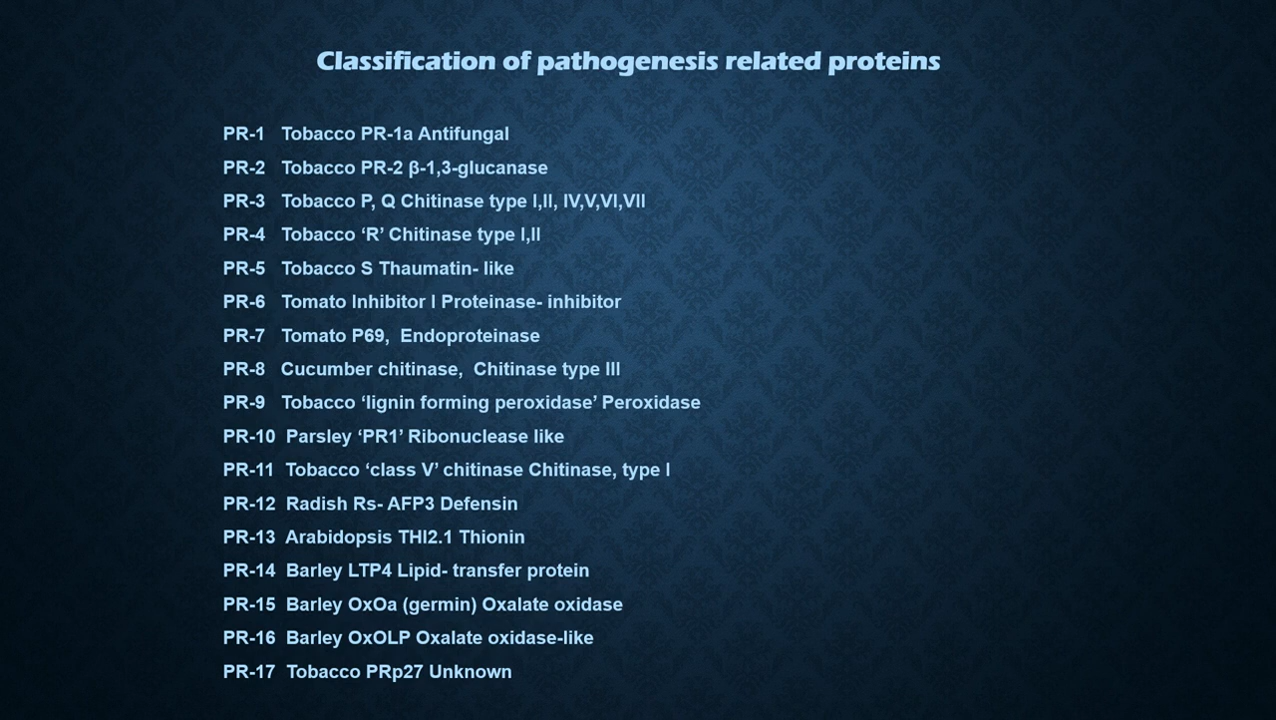 Classification of pathogenesis related proteins
PR-1 Tobacco PR-1a Antifungal
PR-2 Tobacco PR-2 β-1,3-glucanase
PR-3 Tobacco P, Q Chitinase type I,II, IV,V,VI,VII
PR-4 Tobacco ‘R’ Chitinase type I,II
PR-5 Tobacco S Thaumatin- like
PR-6 Tomato Inhibitor I Proteinase- inhibitor
PR-7 Tomato P69, Endoproteinase
PR-8 Cucumber chitinase, Chitinase type III
PR-9 Tobacco ‘lignin forming peroxidase’ Peroxidase
PR-10 Parsley ‘PR1’ Ribonuclease like
PR-11 Tobacco ‘class V’ chitinase Chitinase, type I
PR-12 Radish Rs- AFP3 Defensin
PR-13 Arabidopsis THI2.1 Thionin
PR-14 Barley LTP4 Lipid- transfer protein
PR-15 Barley OxOa (germin) Oxalate oxidase
PR-16 Barley OxOLP Oxalate oxidase-like
PR-17 Tobacco PRp27 Unknown